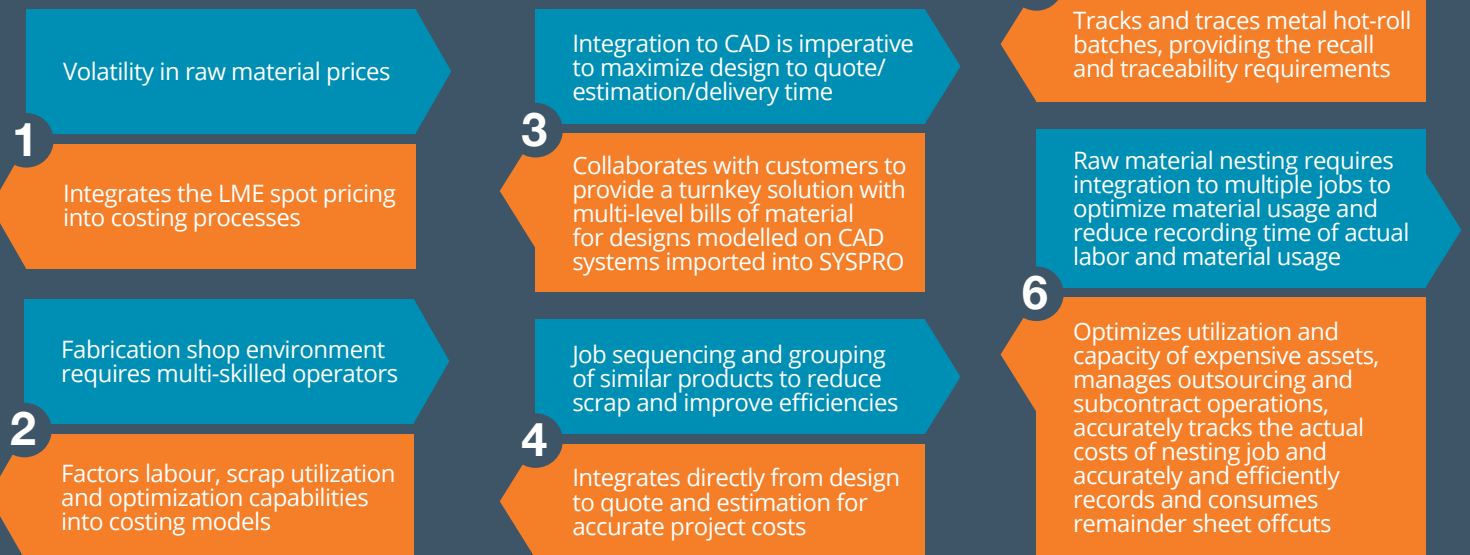 Volatility in raw material prices
1
Integrates the LME spot pricing
into costing processes
Fabrication shop environment
requires multi-skilled operators
2
Factors labour, scrap utilization
and optimization capabilities
into costing models
Integration to CAD is imperative
to maximize design to quote/
estimation/delivery time
3
Collaborates with customers to
provide a turnkey solution with
multi-level bills of material
for designs modelled on CAD
systems imported into SYSPRO
Job sequencing and grouping
of similar products to reduce
scrap and improve efficiencies
4
Integrates directly from design
to quote and estimation for
accurate project costs
Tracks and traces metal hot-roll
batches, providing the recall
and traceability requirements
Raw material nesting requires
integration to multiple jobs to
optimize material usage and
reduce recording time of actual
labor and material usage
6
Optimizes utilization and
capacity of expensive assets,
manages outsourcing and
subcontract operations,
accurately tracks the actual
costs of nesting job and
accurately and efficiently
records and consumes
remainder sheet offcuts